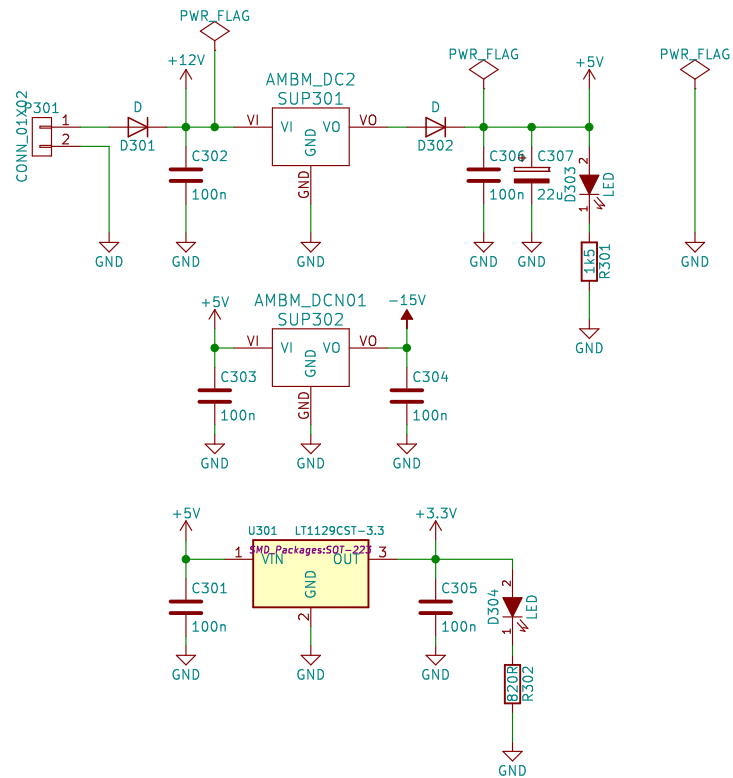 PWR_FLAG
+12V
PWR_FLAG
+5V
PWR_FLAG
AMBM_DC2
SUP301
P301
CONN_01X02
1
2
D
D301
VI
VI
VO
GND
GND
VO
D
D302
C302
100n
C306
100n
C307
22u
D303
2
1
LED
1k5
R301
GND
GND
GND
GND
GND
GND
GND
+5V
AMBM_DCN01
SUP302
-15V
VI
VI
VO
GND
GND
VO
C303
100n
C304
100n
GND
GND
GND
+5V
U301
LT1129CST-3.3
+3.3V
SMD_Packages:SOT-223
1
VIN
OUT
3
GND
2
C301
100n
C305
100n
D304
2
1
LED
820R
R302
GND
GND
GND
GND